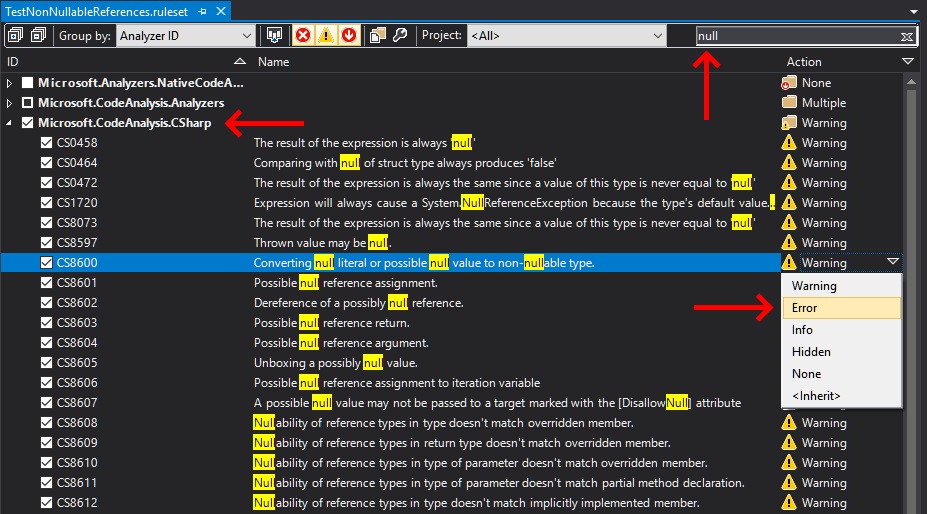 TestNonNullableReferences.ruleset
Group by: Analyzer ID Project: <All> null
ID Name Action
Microsoft.Analyzers.NativeCodeA... None
Microsoft.CodeAnalysis.Analyzers Multiple
Microsoft.CodeAnalysis.CSharp Warning
CS0458 The result of the expression is always 'null' Warning
CS0464 Comparing with null of struct type always produces 'false' Warning
CS0472 The result of the expression is always the same since a value of this type is never equal to 'null' Warning
CS1720 Expression will always cause a System.NullReferenceException because the type's default value... Warning
CS8073 The result of the expression is always the same since a value of this type is never equal to 'null' Warning
CS8597 Thrown value may be null. Warning
CS8600 Converting null literal or possible null value to non-nullable type. Warning
CS8601 Possible null reference assignment. Warning
CS8602 Dereference of a possibly null reference. Error
CS8603 Possible null reference return. Info
CS8604 Possible null reference argument. Hidden
CS8605 Unboxing a possibly null value. None
CS8606 Possible null reference assignment to iteration variable <Inherit>
CS8607 A possible null value may not be passed to a target marked with the [DisallowNull] attribute
CS8608 Nullability of reference types in type doesn't match overridden member. Warning
CS8609 Nullability of reference types in return type doesn't match overridden member. Warning
CS8610 Nullability of reference types in type of parameter doesn't match overridden member. Warning
CS8611 Nullability of reference types in type of parameter doesn't match partial method declaration. Warning
CS8612 Nullability of reference types in type doesn't match implicitly implemented member. Warning